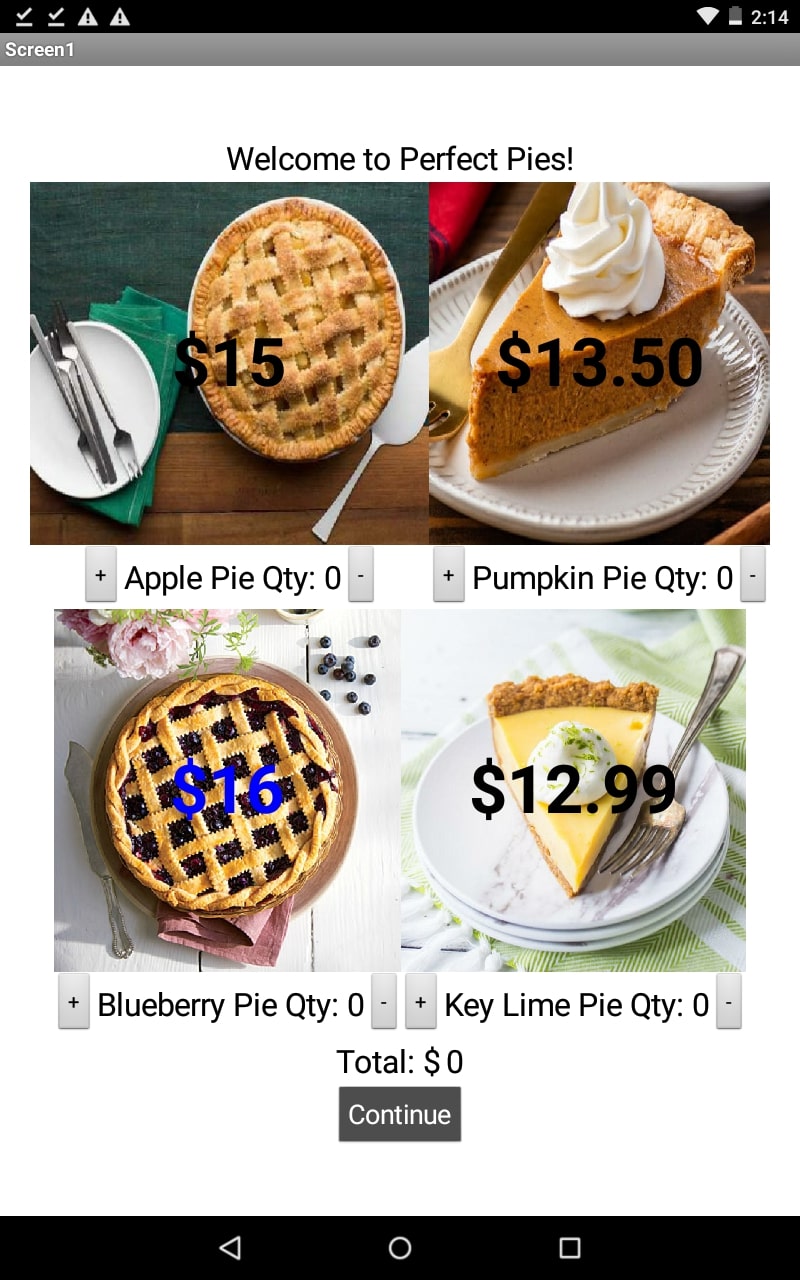 2:14
Screen1
Welcome to Perfect Pies!
$15
$13.50
+ Apple Pie Qty: 0 -
+ Pumpkin Pie Qty: 0 -
$16
$12.99
+ Blueberry Pie Qty: 0 -
+ Key Lime Pie Qty: 0 -
Total: $ 0
Continue